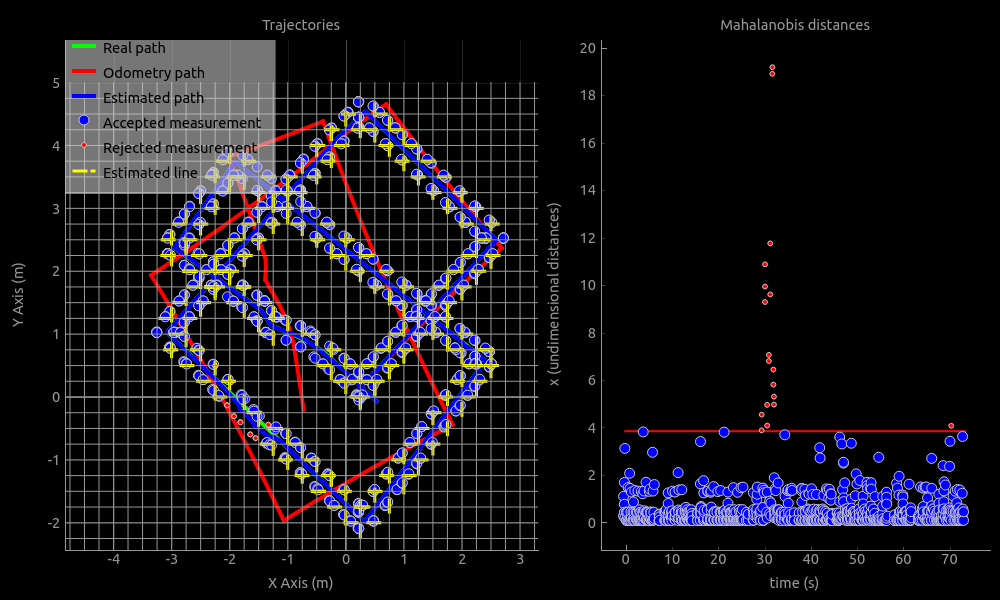 Trajectories
Real path
Odometry path
Estimated path
Accepted measurement
Rejected measurement
Estimated line
5
4
3
2
1
0
-1
-2
Y Axis (m)
-4
-3
-2
-1
0
1
2
3
X Axis (m)
Mahalanobis distances
20
18
16
14
12
10
8
6
4
2
0
x (undimensional distances)
0
10
20
30
40
50
60
70
time (s)